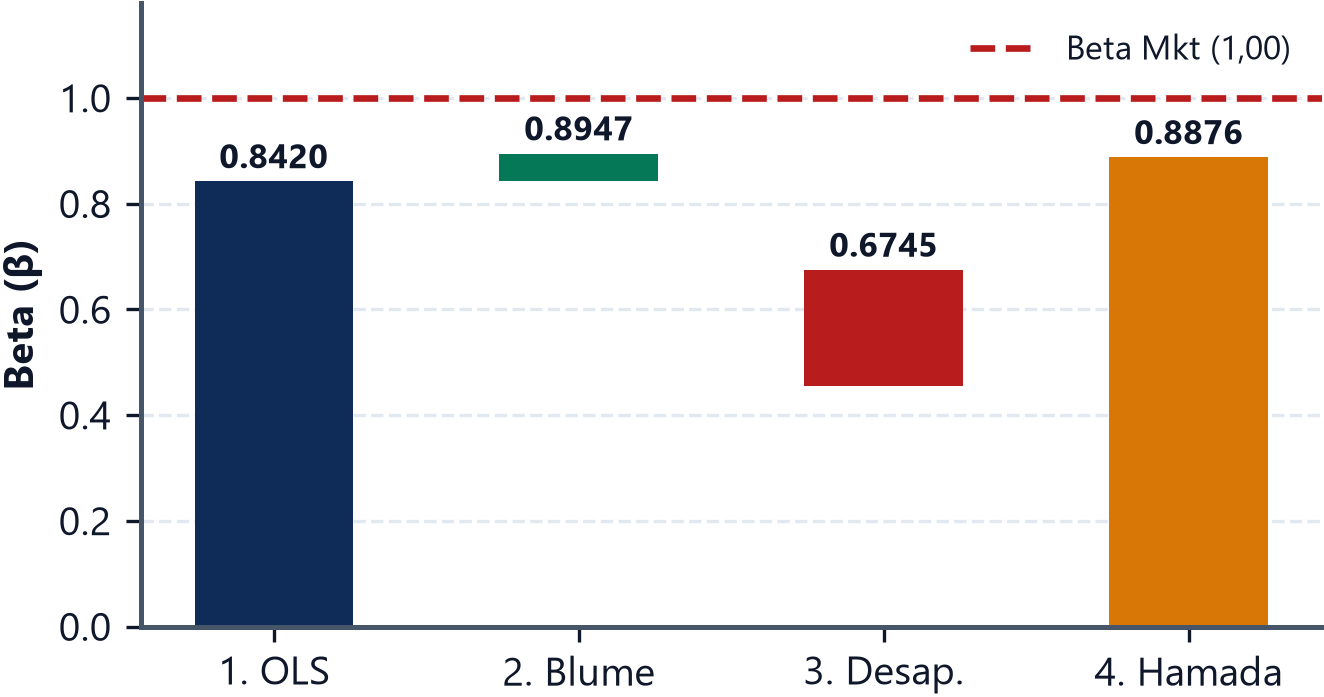 Beta Mkt (1,00)
1.0
0.8
0.6
0.4
0.2
0.0
Beta (β)
0.8420
0.8947
0.6745
0.8876
1. OLS
2. Blume
3. Desap.
4. Hamada